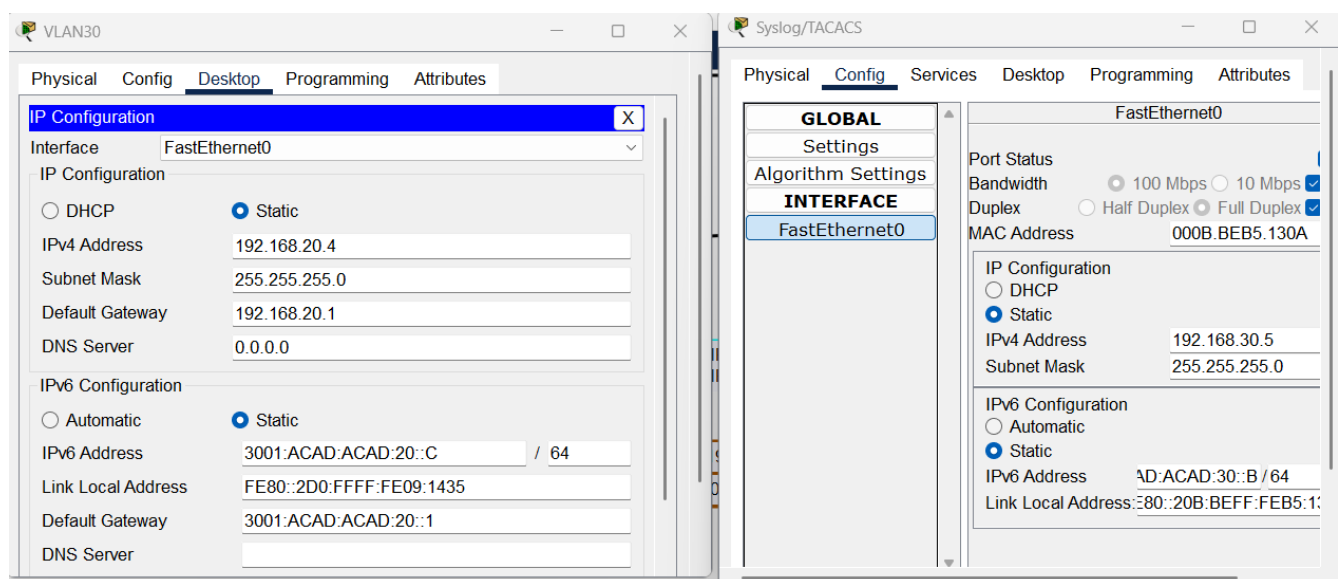 VLAN30
Physical Config Desktop Programming Attributes
IP Configuration X
Interface FastEthernet0
IP Configuration
DHCP Static
IPv4 Address 192.168.20.4
Subnet Mask 255.255.255.0
Default Gateway 192.168.20.1
DNS Server 0.0.0.0
IPv6 Configuration
Automatic Static
IPv6 Address 3001:ACAD:ACAD:20::C / 64
Link Local Address FE80::2D0:FFFF:FE09:1435
Default Gateway 3001:ACAD:ACAD:20::1
DNS Server
Syslog/TACACS
Physical Config Services Desktop Programming Attributes
GLOBAL
Settings
Algorithm Settings
INTERFACE
FastEthernet0
FastEthernet0
Port Status
Bandwidth 100 Mbps 10 Mbps
Duplex Half Duplex Full Duplex
MAC Address 000B.BEB5.130A
IP Configuration
DHCP
Static
IPv4 Address 192.168.30.5
Subnet Mask 255.255.255.0
IPv6 Configuration
Automatic
Static
IPv6 Address AD:ACAD:30::B / 64
Link Local Address: E80::20B:BEFF:FEB5:13